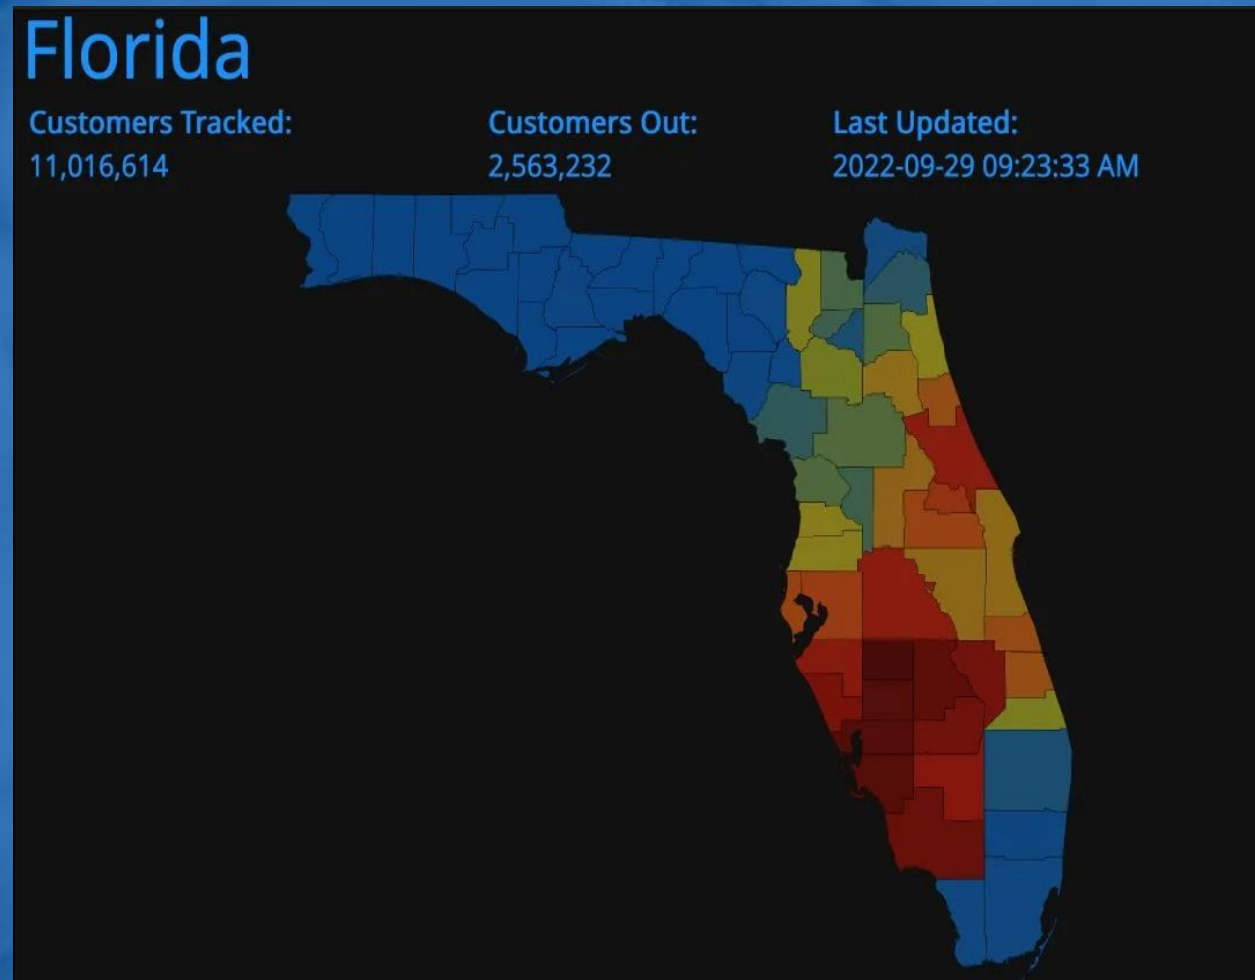 Florida
Customers Tracked:
11,016,614
Customers Out:
2,563,232
Last Updated:
2022-09-29 09:23:33 AM